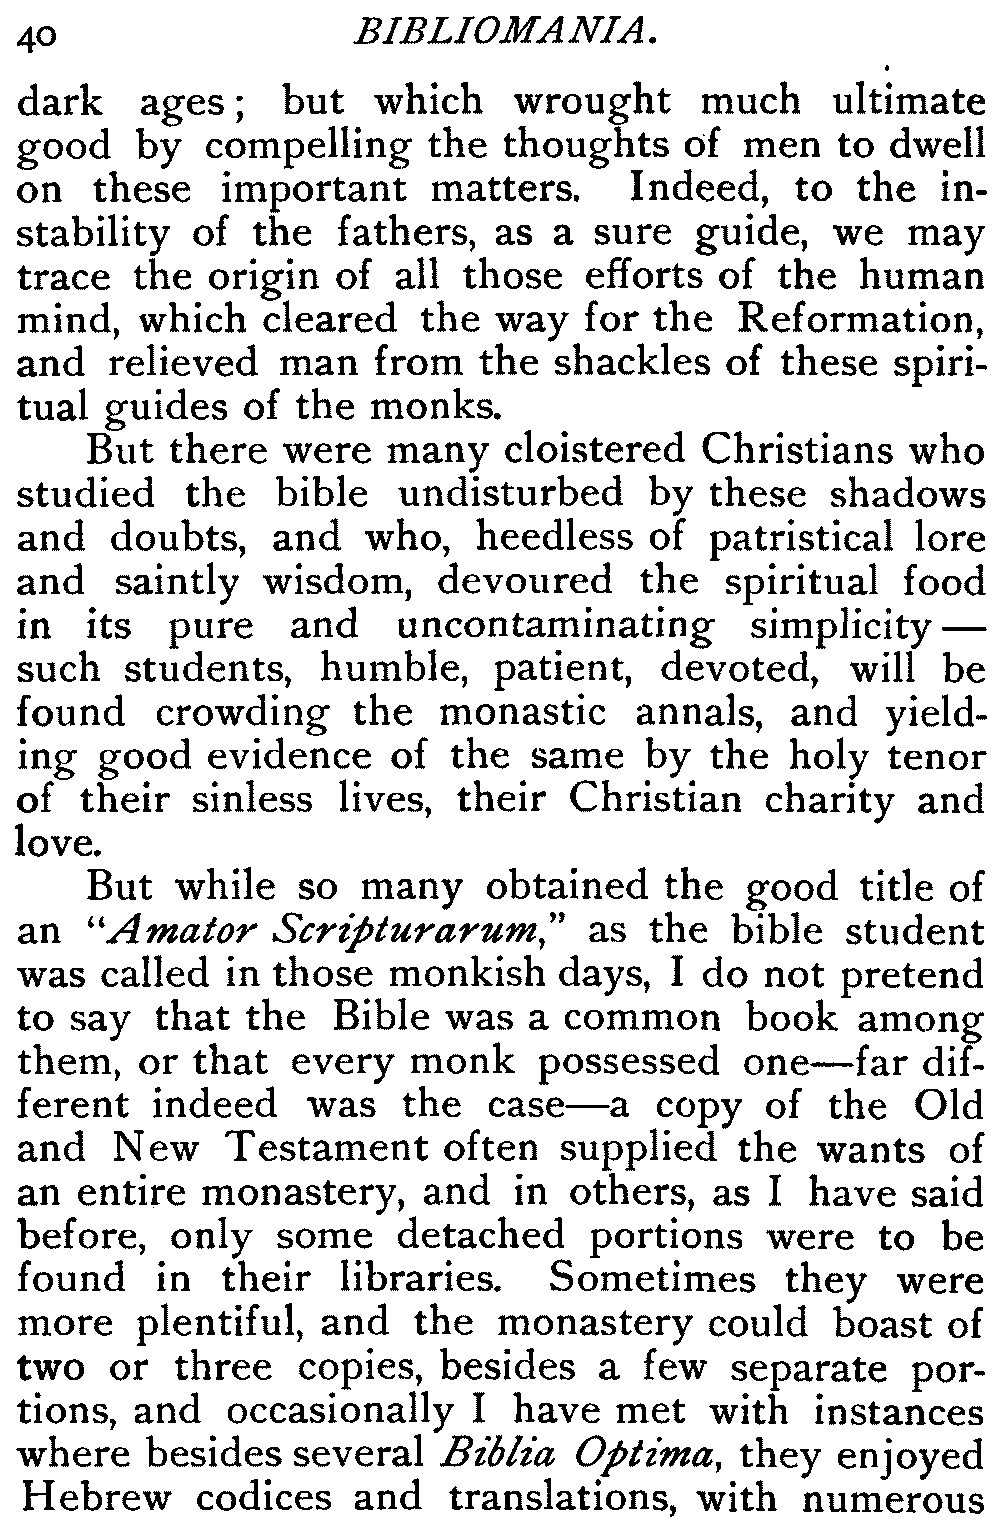 40 BIBLIOMANIA.
dark ages; but which wrought much ultimate
good by compelling the thoughts of men to dwell
on these important matters. Indeed, to the in-
stability of the fathers, as a sure guide, we may
trace the origin of all those efforts of the human
mind, which cleared the way for the Reformation,
and relieved man from the shackles of these spiri-
tual guides of the monks.
But there were many cloistered Christians who
studied the bible undisturbed by these shadows
and doubts, and who, heedless of patristical lore
and saintly wisdom, devoured the spiritual food
in its pure and uncontaminating simplicity—
such students, humble, patient, devoted, will be
found crowding the monastic annals, and yield-
ing good evidence of the same by the holy tenor
of their sinless lives, their Christian charity and
love.
But while so many obtained the good title of
an "Amator Scripturarum," as the bible student
was called in those monkish days, I do not pretend
to say that the Bible was a common book among
them, or that every monk possessed one—far dif-
ferent indeed was the case—a copy of the Old
and New Testament often supplied the wants of
an entire monastery, and in others, as I have said
before, only some detached portions were to be
found in their libraries. Sometimes they were
more plentiful, and the monastery could boast of
two or three copies, besides a few separate por-
tions, and occasionally I have met with instances
where besides several Biblia Optima, they enjoyed
Hebrew codices and translations, with numerous